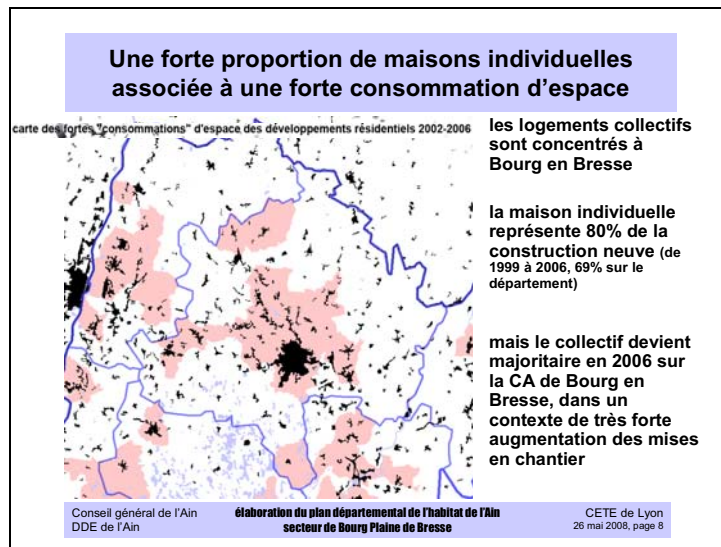 Une forte proportion de maisons individuelles
associée à une forte consommation d'espace
carte des fortes "consommations" d'espace des développements résidentiels 2002-2006
les logements collectifs
sont concentrés à
Bourg en Bresse
la maison individuelle
représente 80% de la
construction neuve (de
1999 à 2006, 69% sur le
département)
mais le collectif devient
majoritaire en 2006 sur
la CA de Bourg en
Bresse, dans un
contexte de très forte
augmentation des mises
en chantier
Conseil général de l'Ain
DDE de l'Ain
élaboration du plan départemental de l'habitat de l'Ain
secteur de Bourg Plaine de Bresse
CETE de Lyon
26 mai 2008, page 8